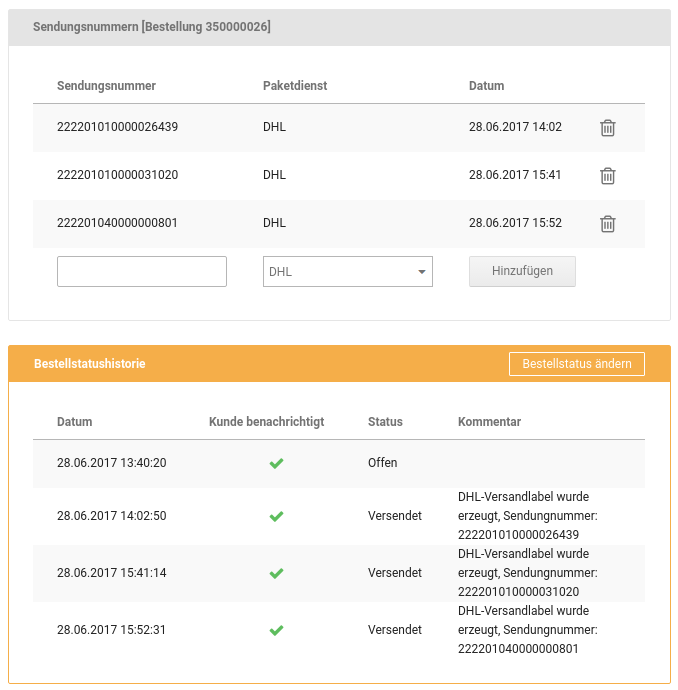 Sendungsnummern [Bestellung 350000026]
Sendungsnummer Paketdienst Datum
222201010000026439 DHL 28.06.2017 14:02
222201010000031020 DHL 28.06.2017 15:41
222201040000000801 DHL 28.06.2017 15:52
DHL Hinzufügen
Bestellstatushistorie Bestellstatus ändern
Datum Kunde benachrichtigt Status Kommentar
28.06.2017 13:40:20 Offen
DHL-Versandlabel wurde
28.06.2017 14:02:50 Versendet erzeugt, Sendungnummer:
222201010000026439
DHL-Versandlabel wurde
28.06.2017 15:41:14 Versendet erzeugt, Sendungnummer:
222201010000031020
DHL-Versandlabel wurde
28.06.2017 15:52:31 Versendet erzeugt, Sendungnummer:
222201040000000801